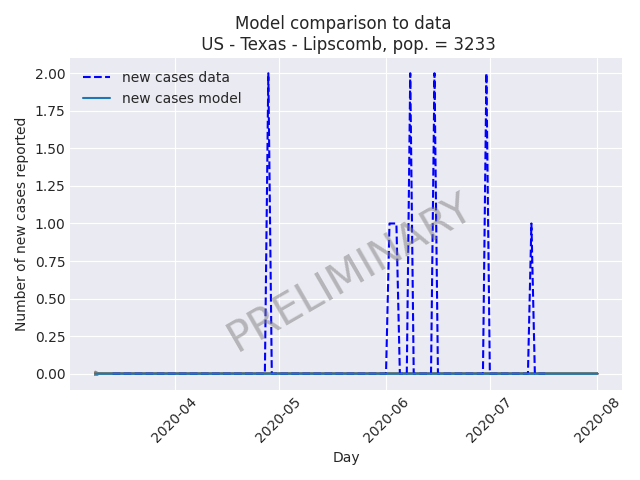 Model comparison to data
US - Texas - Lipscomb, pop. = 3233
new cases data
new cases model
Number of new cases reported
2.00
1.75
1.50
1.25
1.00
0.75
0.50
0.25
0.00
PRELIMINARY
2020-04
2020-05
2020-06
2020-07
2020-08
Day